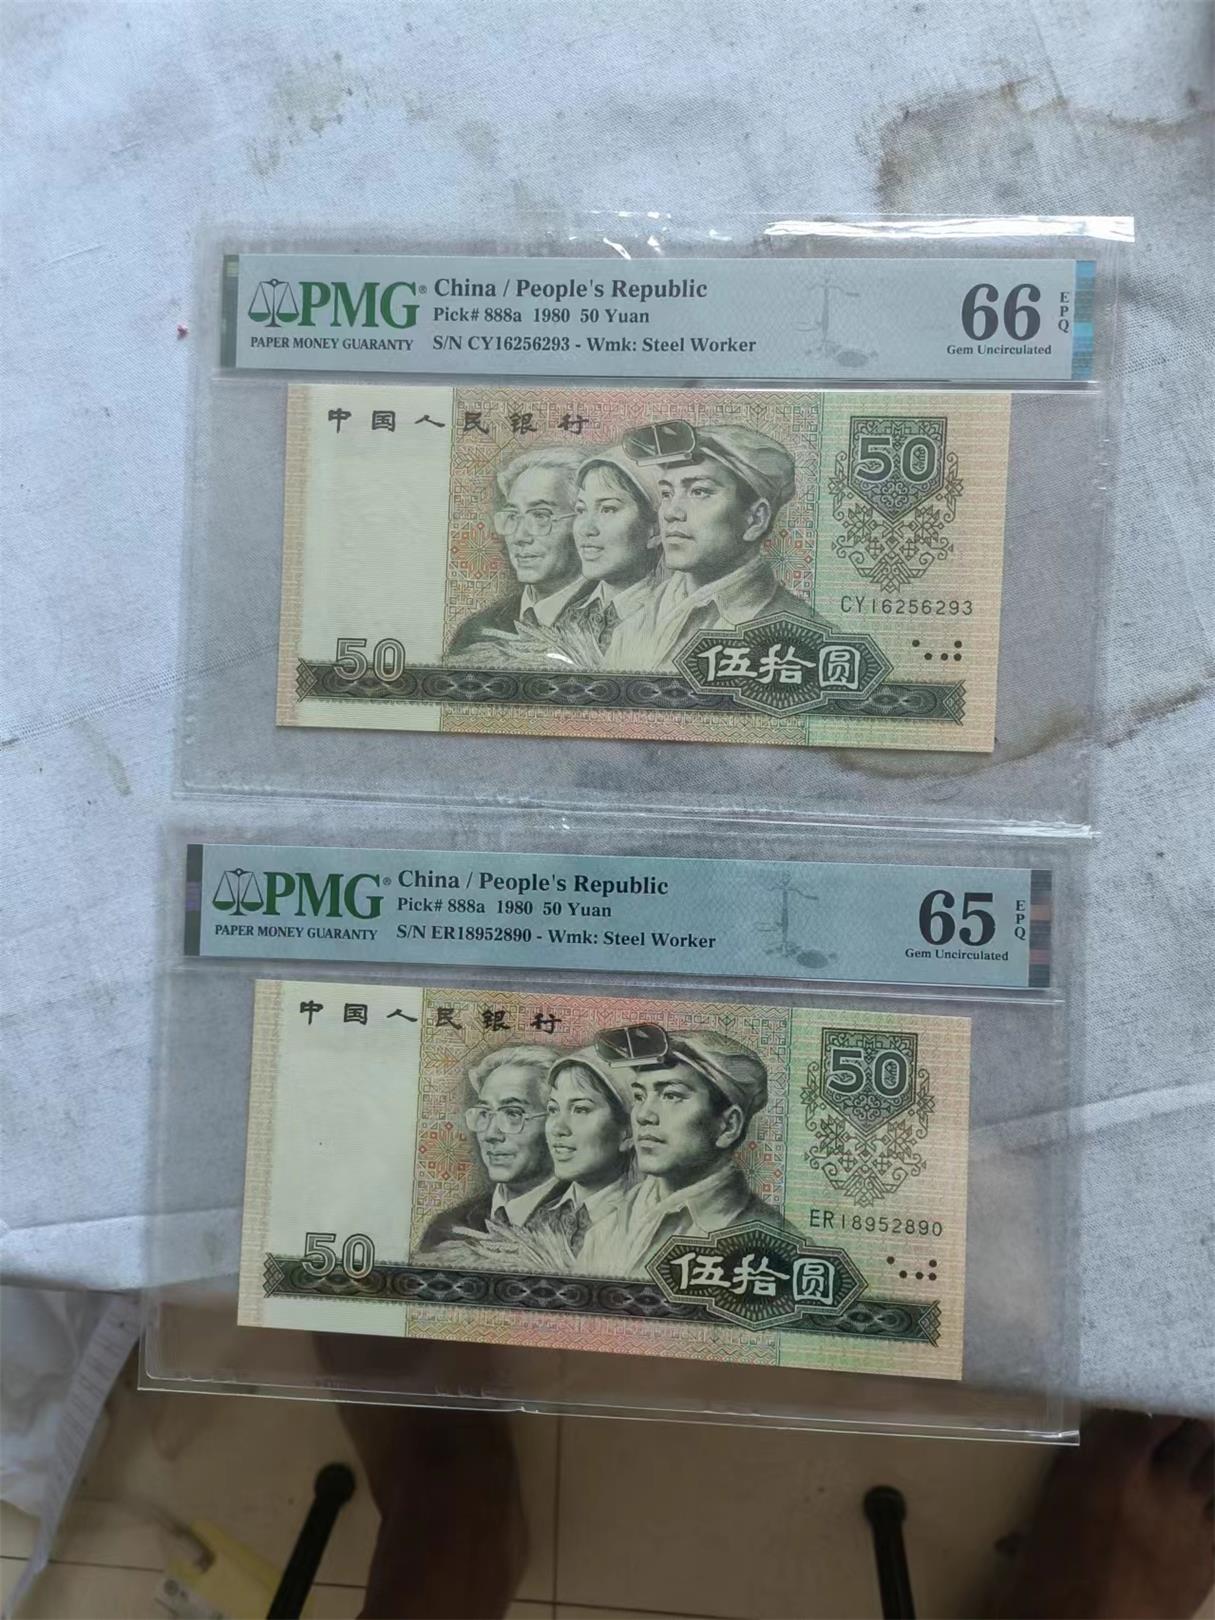 PMG® China / People's Republic
Pick# 888a 1980 50 Yuan
PAPER MONEY GUARANTY
S/N CY16256293 - Wmk: Steel Worker
66
EPQ
Gem Uncirculated
中国人民银行
50
CY16256293
50
伍拾圆
PMG® China / People's Republic
Pick# 888a 1980 50 Yuan
PAPER MONEY GUARANTY
S/N ER18952890 - Wmk: Steel Worker
65
EPQ
Gem Uncirculated
中国人民银行
50
ER18952890
50
伍拾圆